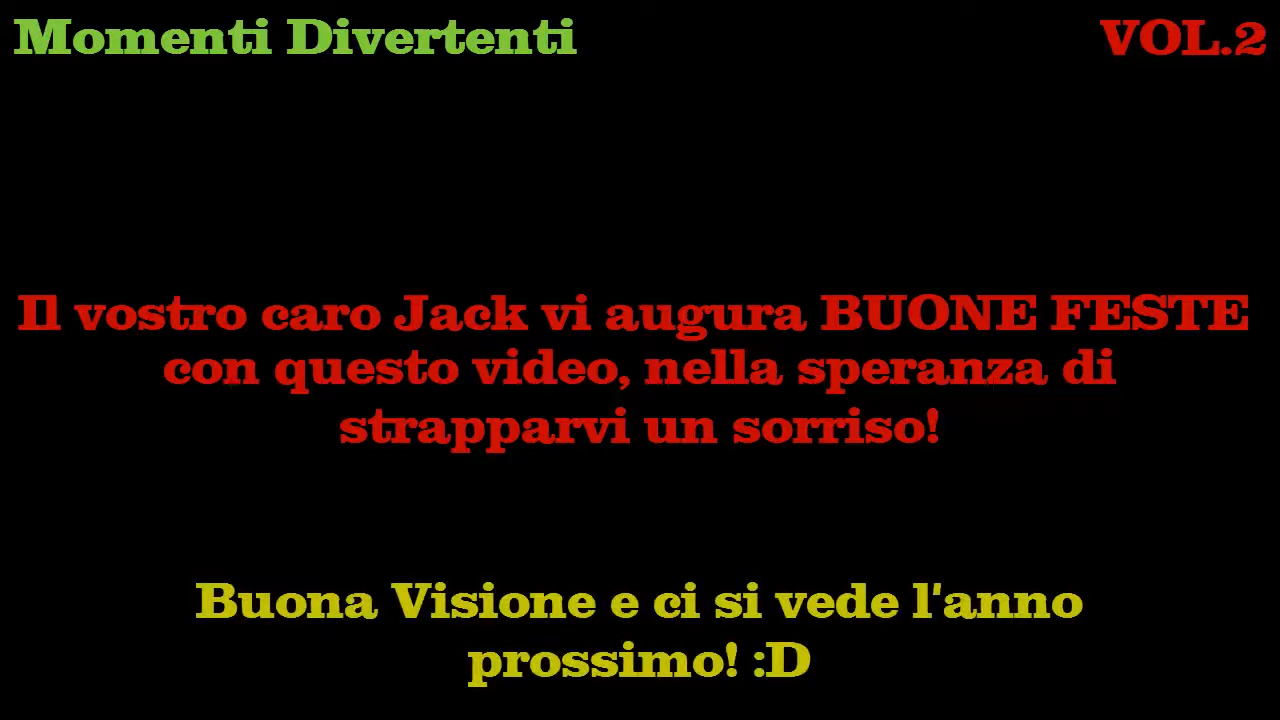 Momenti Divertenti
VOL.2
Il vostro caro Jack vi augura BUONE FESTE
con questo video, nella speranza di
strapparvi un sorriso!
Buona Visione e ci si vede l'anno
prossimo! :D